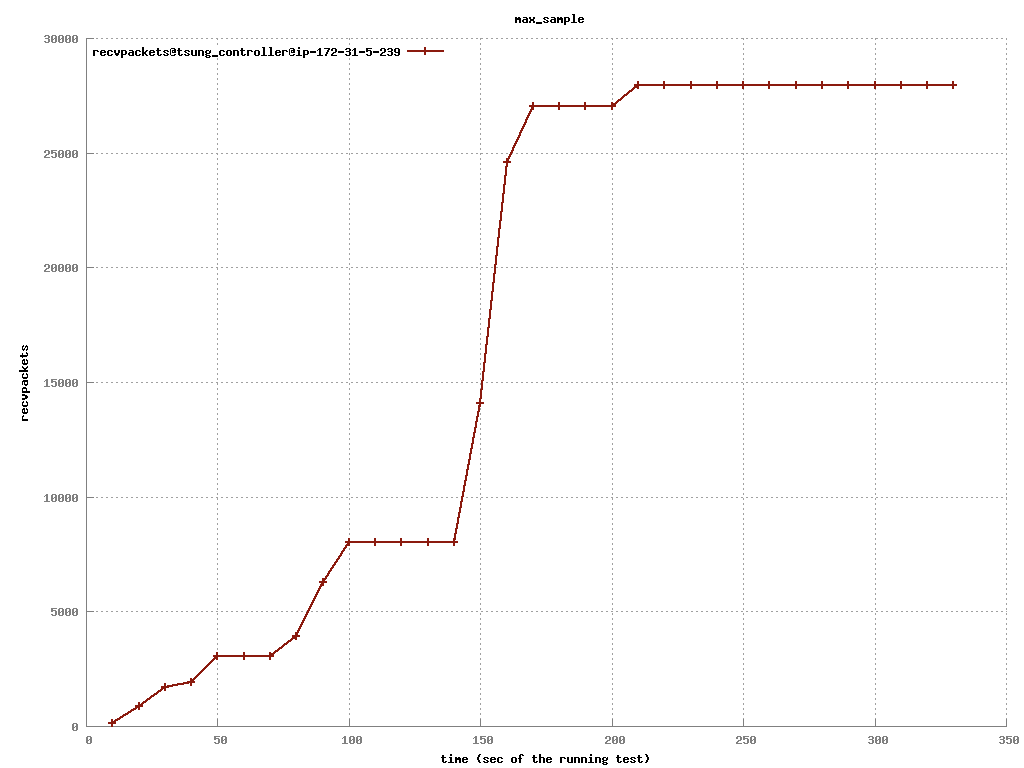 max_sample
30000
recvpackets@tsung_controller@ip-172-31-5-239
25000
20000
15000
recvpackets
10000
5000
0
0 50 100 150 200 250 300 350
time (sec of the running test)